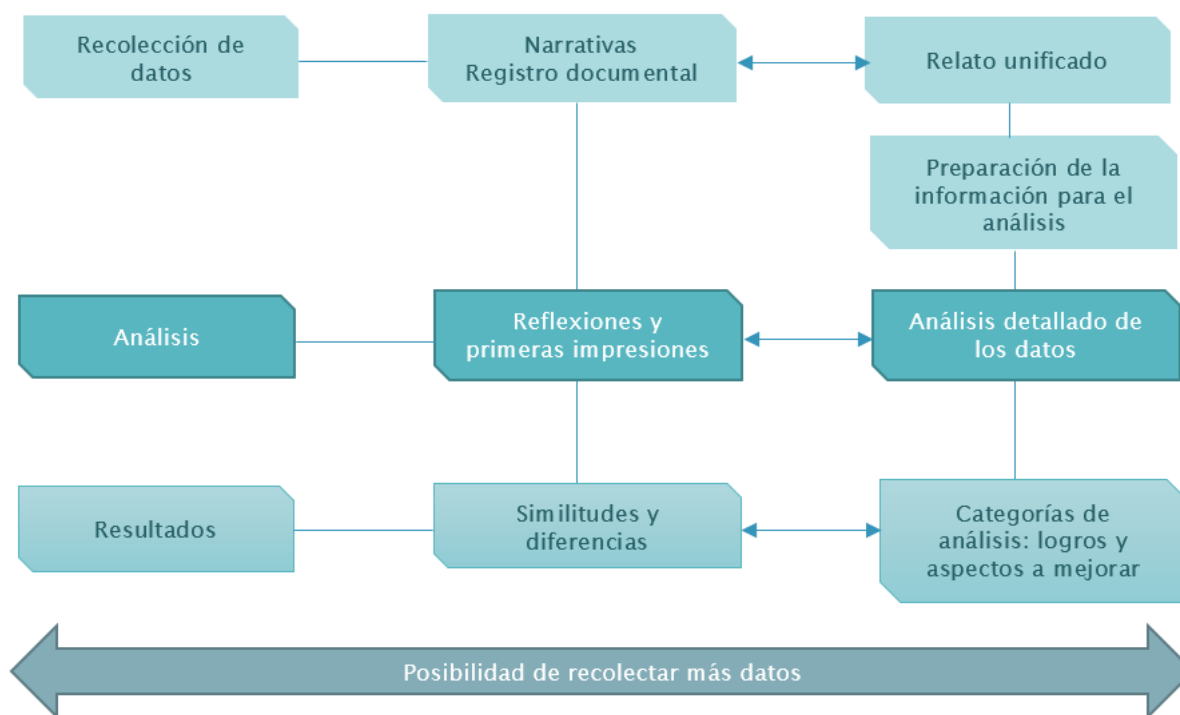 Recolección de
datos
Narrativas
Registro documental
Relato unificado
Preparación de la
información para el
análisis
Análisis
Reflexiones y
primeras impresiones
Análisis detallado de
los datos
Resultados
Similitudes y
diferencias
Categorías de
análisis: logros y
aspectos a mejorar
Posibilidad de recolectar más datos